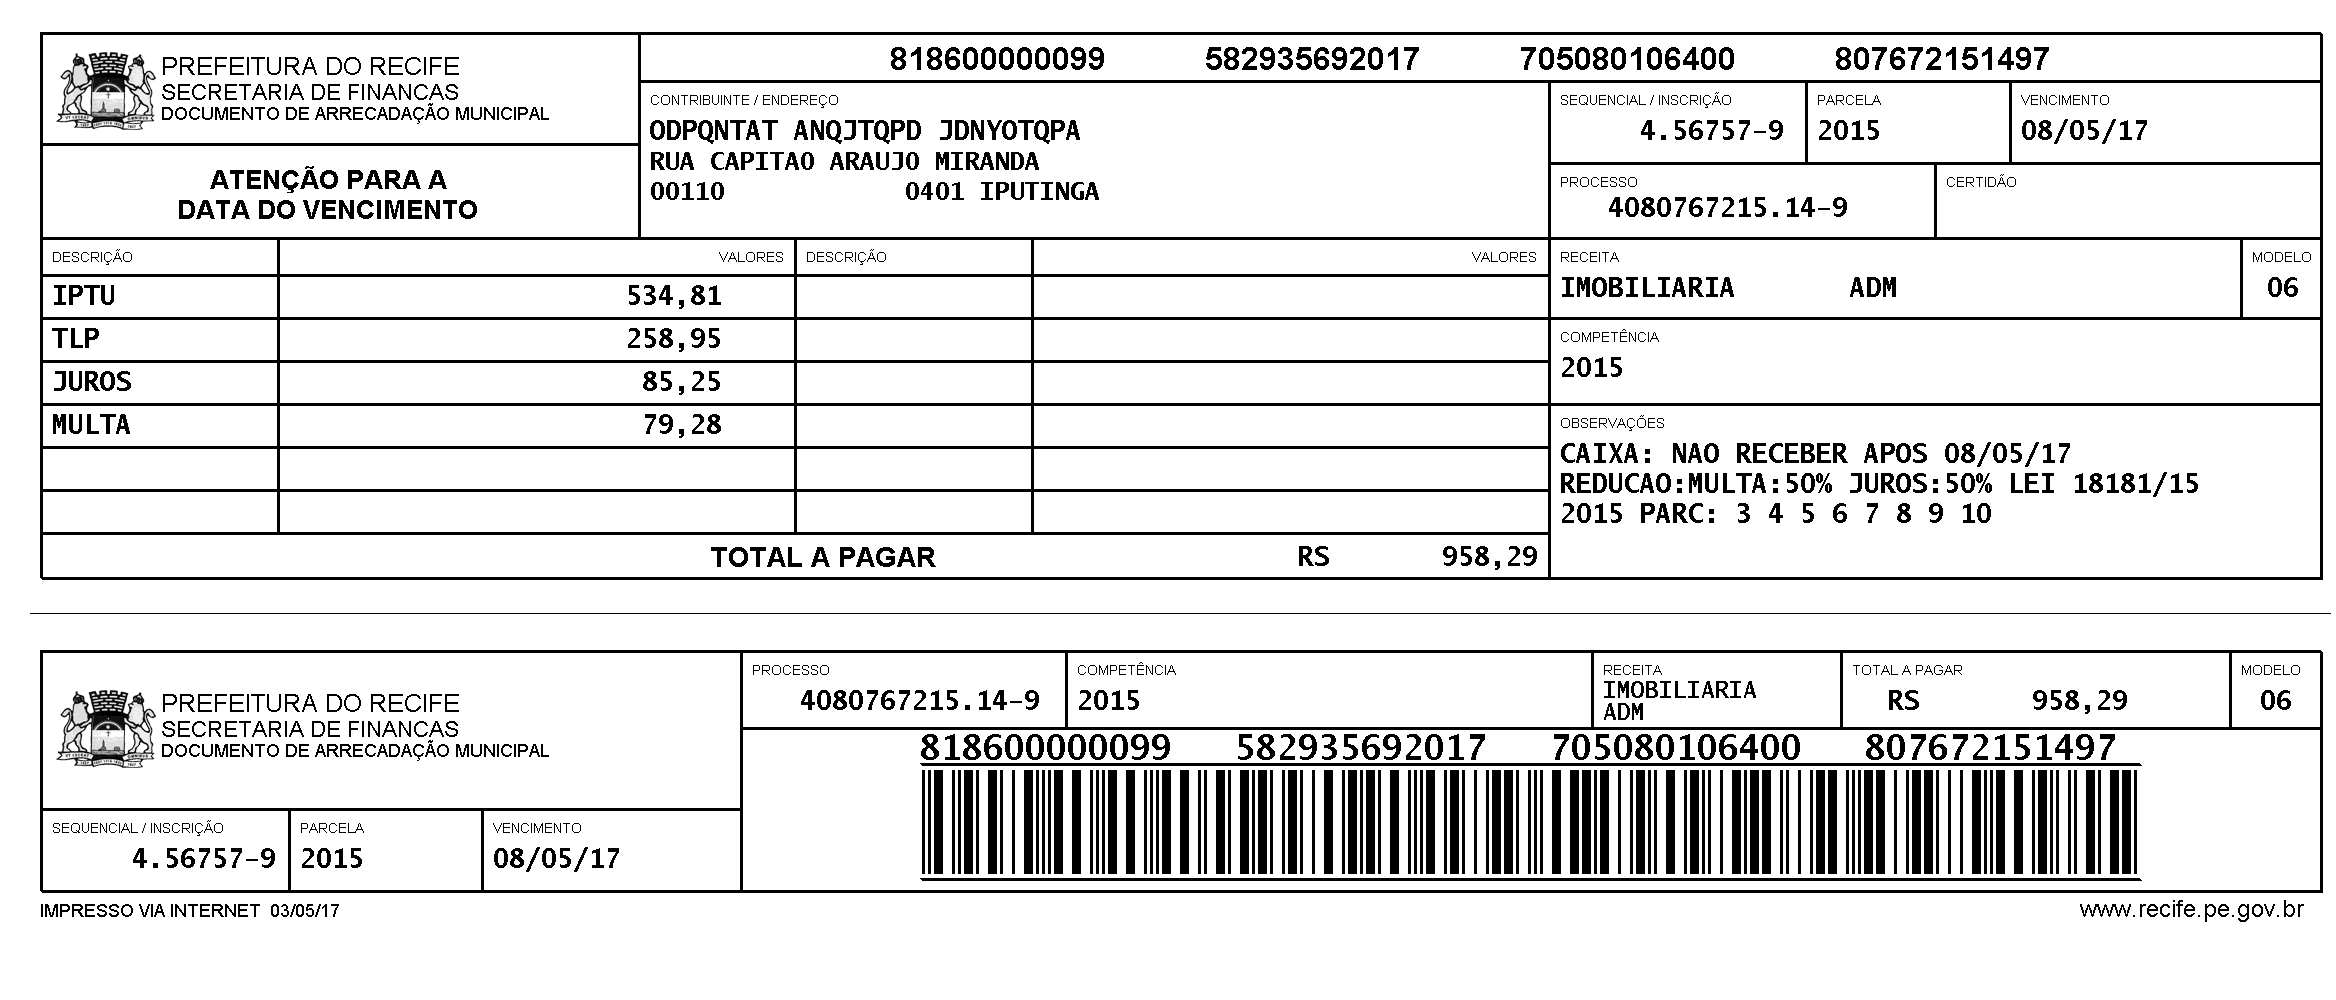 PREFEITURA DO RECIFE
SECRETARIA DE FINANCAS
DOCUMENTO DE ARRECADAÇÃO MUNICIPAL
ATENÇÃO PARA A
DATA DO VENCIMENTO
818600000099 582935692017 705080106400 807672151497
CONTRIBUINTE / ENDEREÇO
ODPQNTAT ANQJTQPD JDNYOTQPA
RUA CAPITAO ARAUJO MIRANDA
00110 0401 IPUTINGA
SEQUENCIAL / INSCRIÇÃO PARCELA VENCIMENTO
4.56757-9 2015 08/05/17
PROCESSO CERTIDÃO
4080767215.14-9
DESCRIÇÃO VALORES DESCRIÇÃO VALORES
IPTU 534,81
TLP 258,95
JUROS 85,25
MULTA 79,28
TOTAL A PAGAR RS 958,29
RECEITA MODELO
IMOBILIARIA ADM 06
COMPETÊNCIA
2015
OBSERVAÇÕES
CAIXA: NAO RECEBER APOS 08/05/17
REDUCAO:MULTA:50% JUROS:50% LEI 18181/15
2015 PARC: 3 4 5 6 7 8 9 10
PREFEITURA DO RECIFE
SECRETARIA DE FINANCAS
DOCUMENTO DE ARRECADAÇÃO MUNICIPAL
PROCESSO COMPETÊNCIA RECEITA TOTAL A PAGAR MODELO
4080767215.14-9 2015 IMOBILIARIA RS 958,29 06
ADM
818600000099 582935692017 705080106400 807672151497
SEQUENCIAL / INSCRIÇÃO PARCELA VENCIMENTO
4.56757-9 2015 08/05/17
IMPRESSO VIA INTERNET 03/05/17
www.recife.pe.gov.br